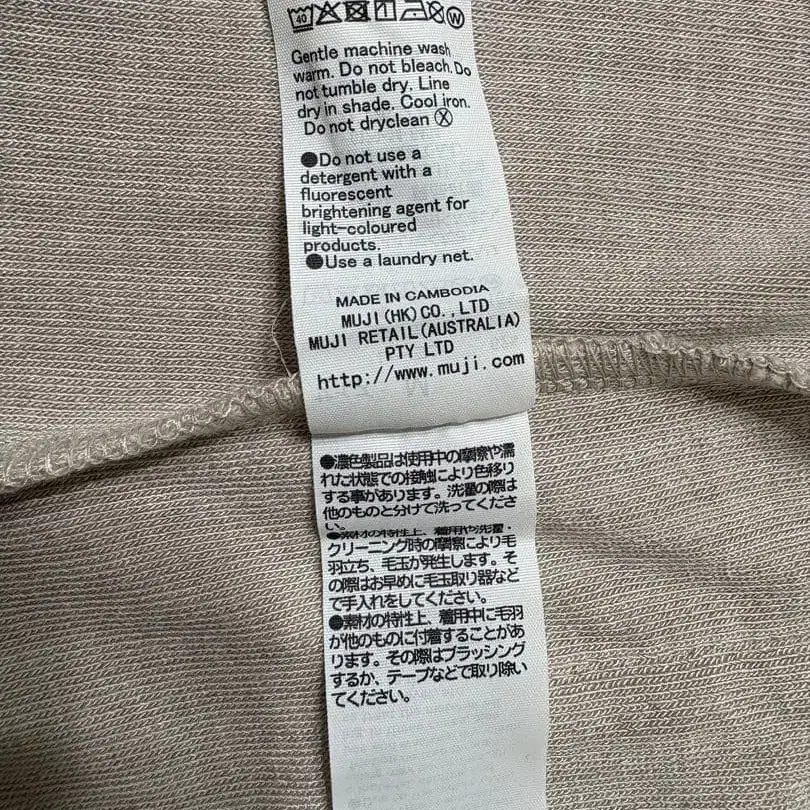 40 W
Gentle machine wash
warm. Do not bleach. Do
not tumble dry. Line
dry in shade. Cool iron.
Do not dryclean
●Do not use a
detergent with a
fluorescent
brightening agent for
light-coloured
products.
●Use a laundry net.
MADE IN CAMBODIA
MUJI(HK)CO.,LTD
MUJI RETAIL(AUSTRALIA)
PTY LTD
http://www.muji.com
●濃色製品は使用中の摩擦や濡
れた状態での接触により色移り
する事があります。洗濯の際は
他のものと分けて洗ってくださ
い。
●素材の特性上、着用や洗濯・
クリーニング時の摩擦により毛
羽立ち、毛玉が発生します。そ
の際はお早めに毛玉取り器など
で手入れをしてください。
●素材の特性上、着用中に毛羽
が他のものに付着することがあ
ります。その際はブラッシング
するか、テープなどで取り除い
てください。